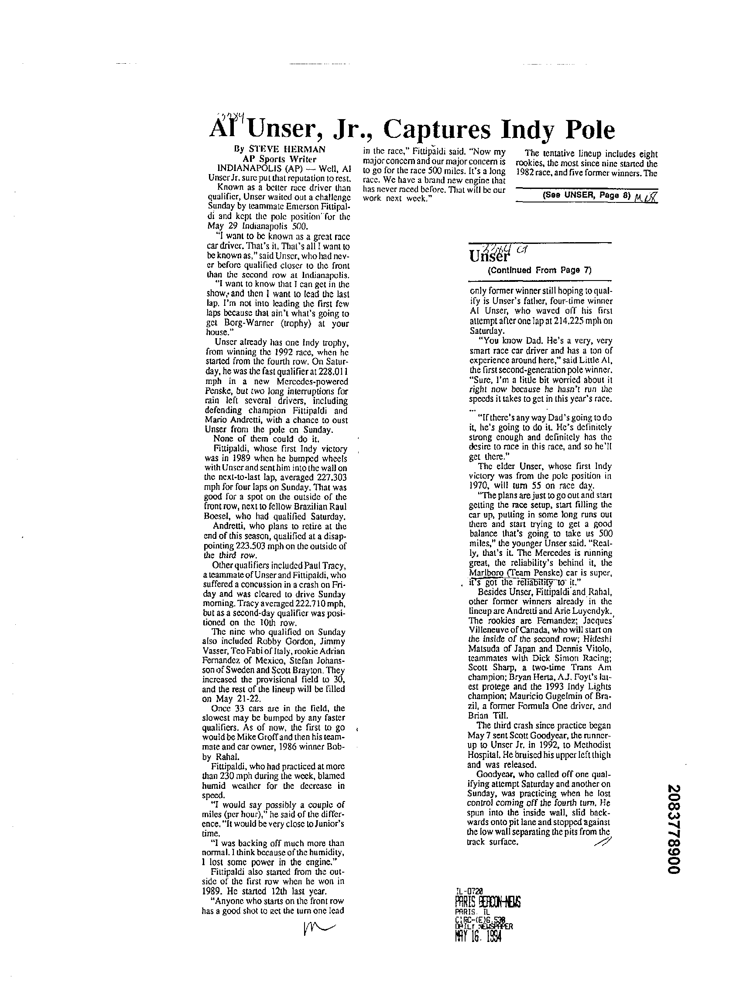 2284
Al Unser, Jr., Captures Indy Pole
By STEVE HERMAN
AP Sports Writer
INDIANAPOLIS (AP) — Well, Al
Unser Jr. sure put that reputation to rest.
Known as a better race driver than
qualifier, Unser waited out a challenge
Sunday by teammate Emerson Fittipal-
di and kept the pole position for the
May 29 Indianapolis 500.
"I want to be known as a great race
car driver. That's it. That's all I want to
be known as," said Unser, who had nev-
er before qualified closer to the front
than the second row at Indianapolis.
"I want to know that I can get in the
show, and then I want to lead the last
lap. I'm not into leading the first few
laps because that ain't what's going to
get Borg-Warner (trophy) at your
house."
Unser already has one Indy trophy,
from winning the 1992 race, when he
started from the fourth row. On Satur-
day, he was the fast qualifier at 228.011
mph in a new Mercedes-powered
Penske, but two long interruptions for
rain left several drivers, including
defending champion Fittipaldi and
Mario Andretti, with a chance to oust
Unser from the pole on Sunday.
None of them could do it.
Fittipaldi, whose first Indy victory
was in 1989 when he bumped wheels
with Unser and sent him into the wall on
the next-to-last lap, averaged 227.303
mph for four laps on Sunday. That was
good for a spot on the outside of the
front row, next to fellow Brazilian Raul
Boesel, who had qualified Saturday.
Andretti, who plans to retire at the
end of this season, qualified at a disap-
pointing 223.503 mph on the outside of
the third row.
Other qualifiers included Paul Tracy,
a teammate of Unser and Fittipaldi, who
suffered a concussion in a crash on Fri-
day and was cleared to drive Sunday
morning. Tracy averaged 222.710 mph,
but as a second-day qualifier was posi-
tioned on the 10th row.
The nine who qualified on Sunday
also included Robby Gordon, Jimmy
Vasser, Teo Fabi of Italy, rookie Adrian
Fernandez of Mexico, Stefan Johans-
son of Sweden and Scott Brayton. They
increased the provisional field to 30,
and the rest of the lineup will be filled
on May 21-22.
Once 33 cars are in the field, the
slowest may be bumped by any faster
qualifiers. As of now, the first to go
would be Mike Groff and then his team-
mate and car owner, 1986 winner Bob-
by Rahal.
Fittipaldi, who had practiced at more
than 230 mph during the week, blamed
humid weather for the decrease in
speed.
"I would say possibly a couple of
miles (per hour)," he said of the differ-
ence. "It would be very close to Junior's
time.
"I was backing off much more than
normal. I think because of the humidity,
I lost some power in the engine."
Fittipaldi also started from the out-
side of the first row when he won in
1989. He started 12th last year.
"Anyone who starts on the front row
has a good shot to get the turn one lead
in the race," Fittipaldi said. "Now my
major concern and our major concern is
to go for the race 500 miles. It's a long
race. We have a brand new engine that
has never raced before. That will be our
work next week."
The tentative lineup includes eight
rookies, the most since nine started the
1982 race, and five former winners. The
(See UNSER, Page 8)
Unser
(Continued From Page 7)
only former winner still hoping to qual-
ify is Unser's father, four-time winner
Al Unser, who waved off his first
attempt after one lap at 214.225 mph on
Saturday.
"You know Dad. He's a very, very
smart race car driver and has a ton of
experience around here," said Little Al,
the first second-generation pole winner.
"Sure, I'm a little bit worried about it
right now because he hasn't run the
speeds it takes to get in this year's race.
...
"If there's any way Dad's going to do
it, he's going to do it. He's definitely
strong enough and definitely has the
desire to race in this race, and so he'll
get there."
The elder Unser, whose first Indy
victory was from the pole position in
1970, will turn 55 on race day.
"The plans are just to go out and start
getting the race setup, start filling the
car up, putting in some long runs out
there and start trying to get a good
balance that's going to take us 500
miles," the younger Unser said. "Real-
ly, that's it. The Mercedes is running
great, the reliability's behind it, the
Marlboro (Team Penske) car is super,
it's got the reliability to it."
Besides Unser, Fittipaldi and Rahal,
other former winners already in the
lineup are Andretti and Arie Luyendyk.
The rookies are Fernandez; Jacques
Villeneuve of Canada, who will start on
the inside of the second row; Hideshi
Matsuda of Japan and Dennis Vitolo,
teammates with Dick Simon Racing;
Scott Sharp, a two-time Trans Am
champion; Bryan Herta, A.J. Foyt's lat-
est protege and the 1993 Indy Lights
champion; Mauricio Gugelmin of Bra-
zil, a former Formula One driver, and
Brian Till.
The third crash since practice began
May 7 sent Scott Goodyear, the runner-
up to Unser Jr. in 1992, to Methodist
Hospital. He bruised his upper left thigh
and was released.
Goodyear, who called off one qual-
ifying attempt Saturday and another on
Sunday, was practicing when he lost
control coming off the fourth turn. He
spun into the inside wall, slid back-
wards onto pit lane and stopped against
the low wall separating the pits from the
track surface.
IL-0720
PARIS BEACON-NEWS
PARIS. IL
CIRC-(E)6,538
DAILY NEWSPAPER
MAY 16. 1994
2083778900